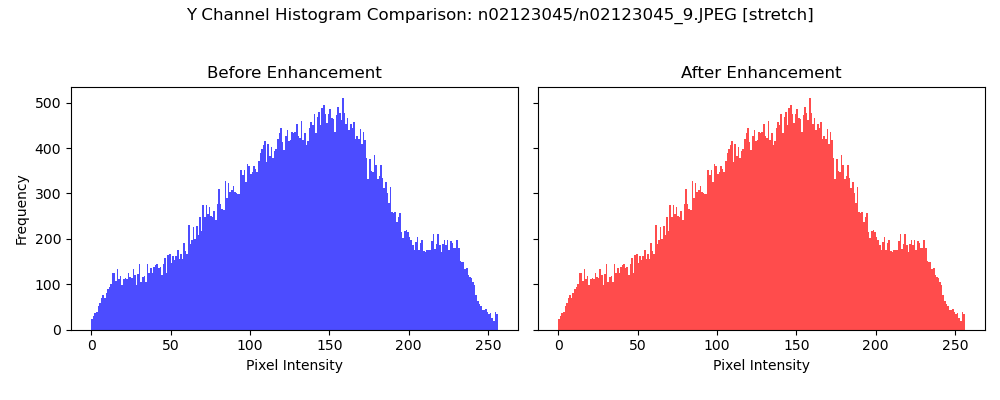 Y Channel Histogram Comparison: n02123045/n02123045_9.JPEG [stretch]
Before Enhancement
After Enhancement
Frequency
500
400
300
200
100
0
0 50 100 150 200 250
0 50 100 150 200 250
Pixel Intensity
Pixel Intensity